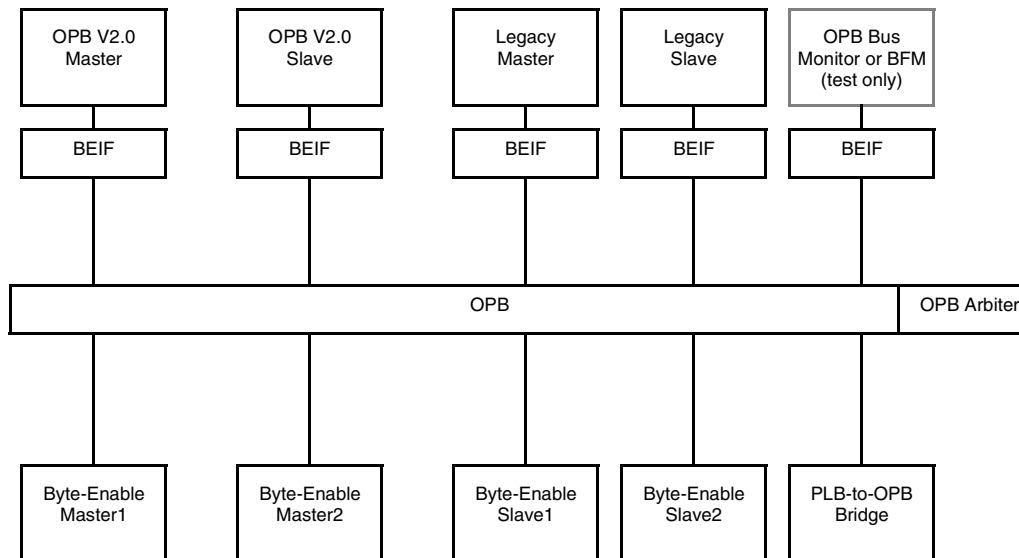 OPB V2.0
Master
OPB V2.0
Slave
Legacy
Master
Legacy
Slave
OPB Bus
Monitor or BFM
(test only)
BEIF
BEIF
BEIF
BEIF
BEIF
OPB
OPB Arbiter
Byte-Enable
Master1
Byte-Enable
Master2
Byte-Enable
Slave1
Byte-Enable
Slave2
PLB-to-OPB
Bridge